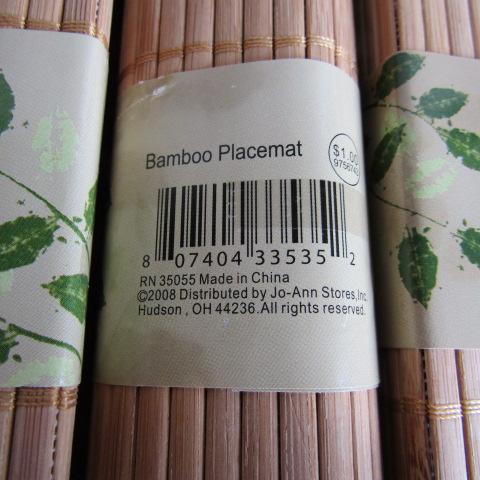 Bamboo Placemat
$1.00
8 07404 33535 2
RN 35055 Made in China
©2008 Distributed by Jo-Ann Stores,Inc.
Hudson , OH 44236.All rights reserved.